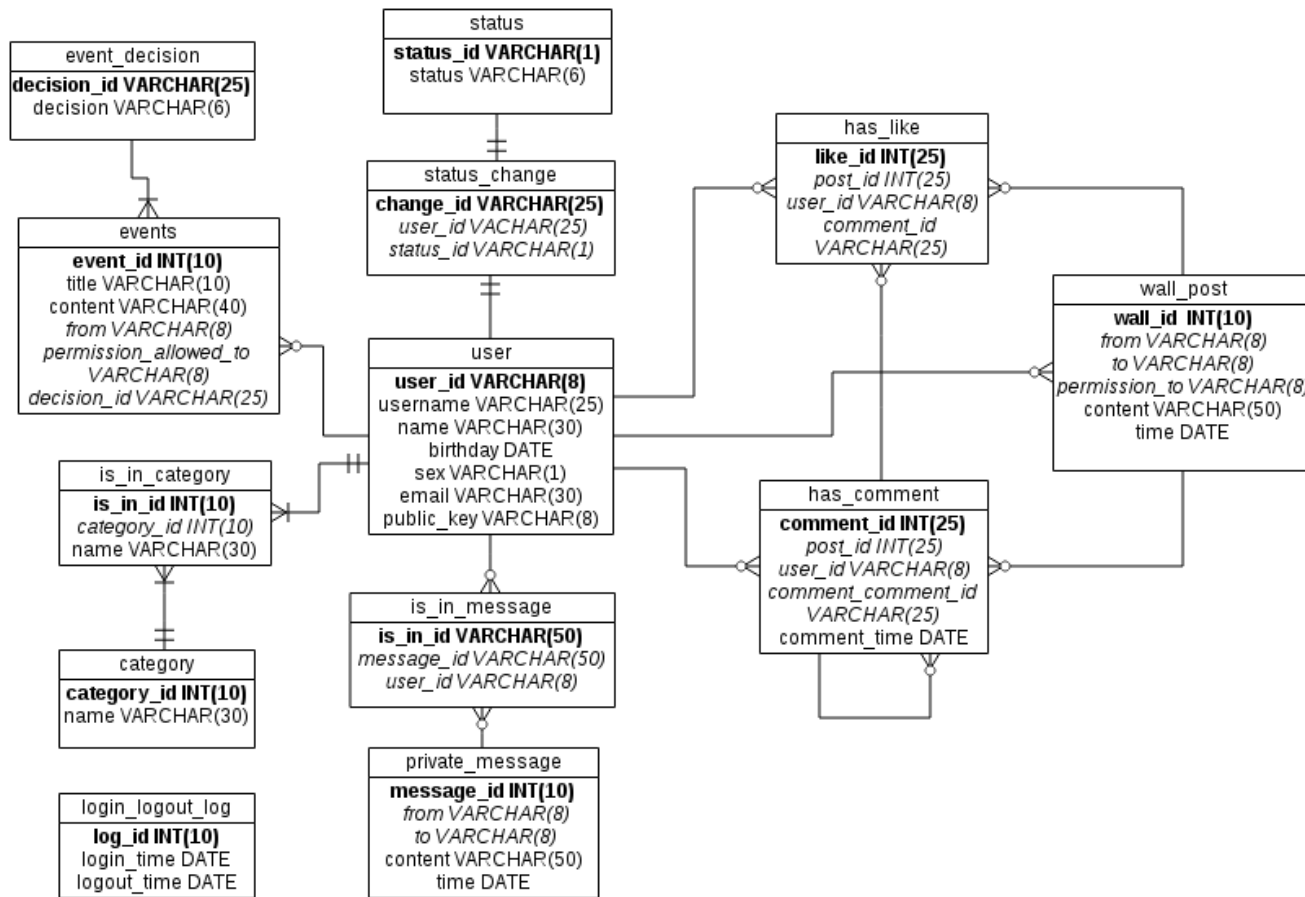 status
status_id VARCHAR(1)
status VARCHAR(6)
event_decision
decision_id VARCHAR(25)
decision VARCHAR(6)
has_like
like_id INT(25)
post_id INT(25)
user_id VARCHAR(8)
comment_id
VARCHAR(25)
status_change
change_id VARCHAR(25)
user_id VACHAR(25)
status_id VARCHAR(1)
events
event_id INT(10)
title VARCHAR(10)
content VARCHAR(40)
from VARCHAR(8)
permission_allowed_to
VARCHAR(8)
decision_id VARCHAR(25)
wall_post
wall_id INT(10)
from VARCHAR(8)
to VARCHAR(8)
permission_to VARCHAR(8)
content VARCHAR(50)
time DATE
user
user_id VARCHAR(8)
username VARCHAR(25)
name VARCHAR(30)
birthday DATE
sex VARCHAR(1)
email VARCHAR(30)
public_key VARCHAR(8)
is_in_category
is_in_id INT(10)
category_id INT(10)
name VARCHAR(30)
has_comment
comment_id INT(25)
post_id INT(25)
user_id VARCHAR(8)
comment_comment_id
VARCHAR(25)
comment_time DATE
is_in_message
is_in_id VARCHAR(50)
message_id VARCHAR(50)
user_id VARCHAR(8)
category
category_id INT(10)
name VARCHAR(30)
private_message
message_id INT(10)
from VARCHAR(8)
to VARCHAR(8)
content VARCHAR(50)
time DATE
login_logout_log
log_id INT(10)
login_time DATE
logout_time DATE